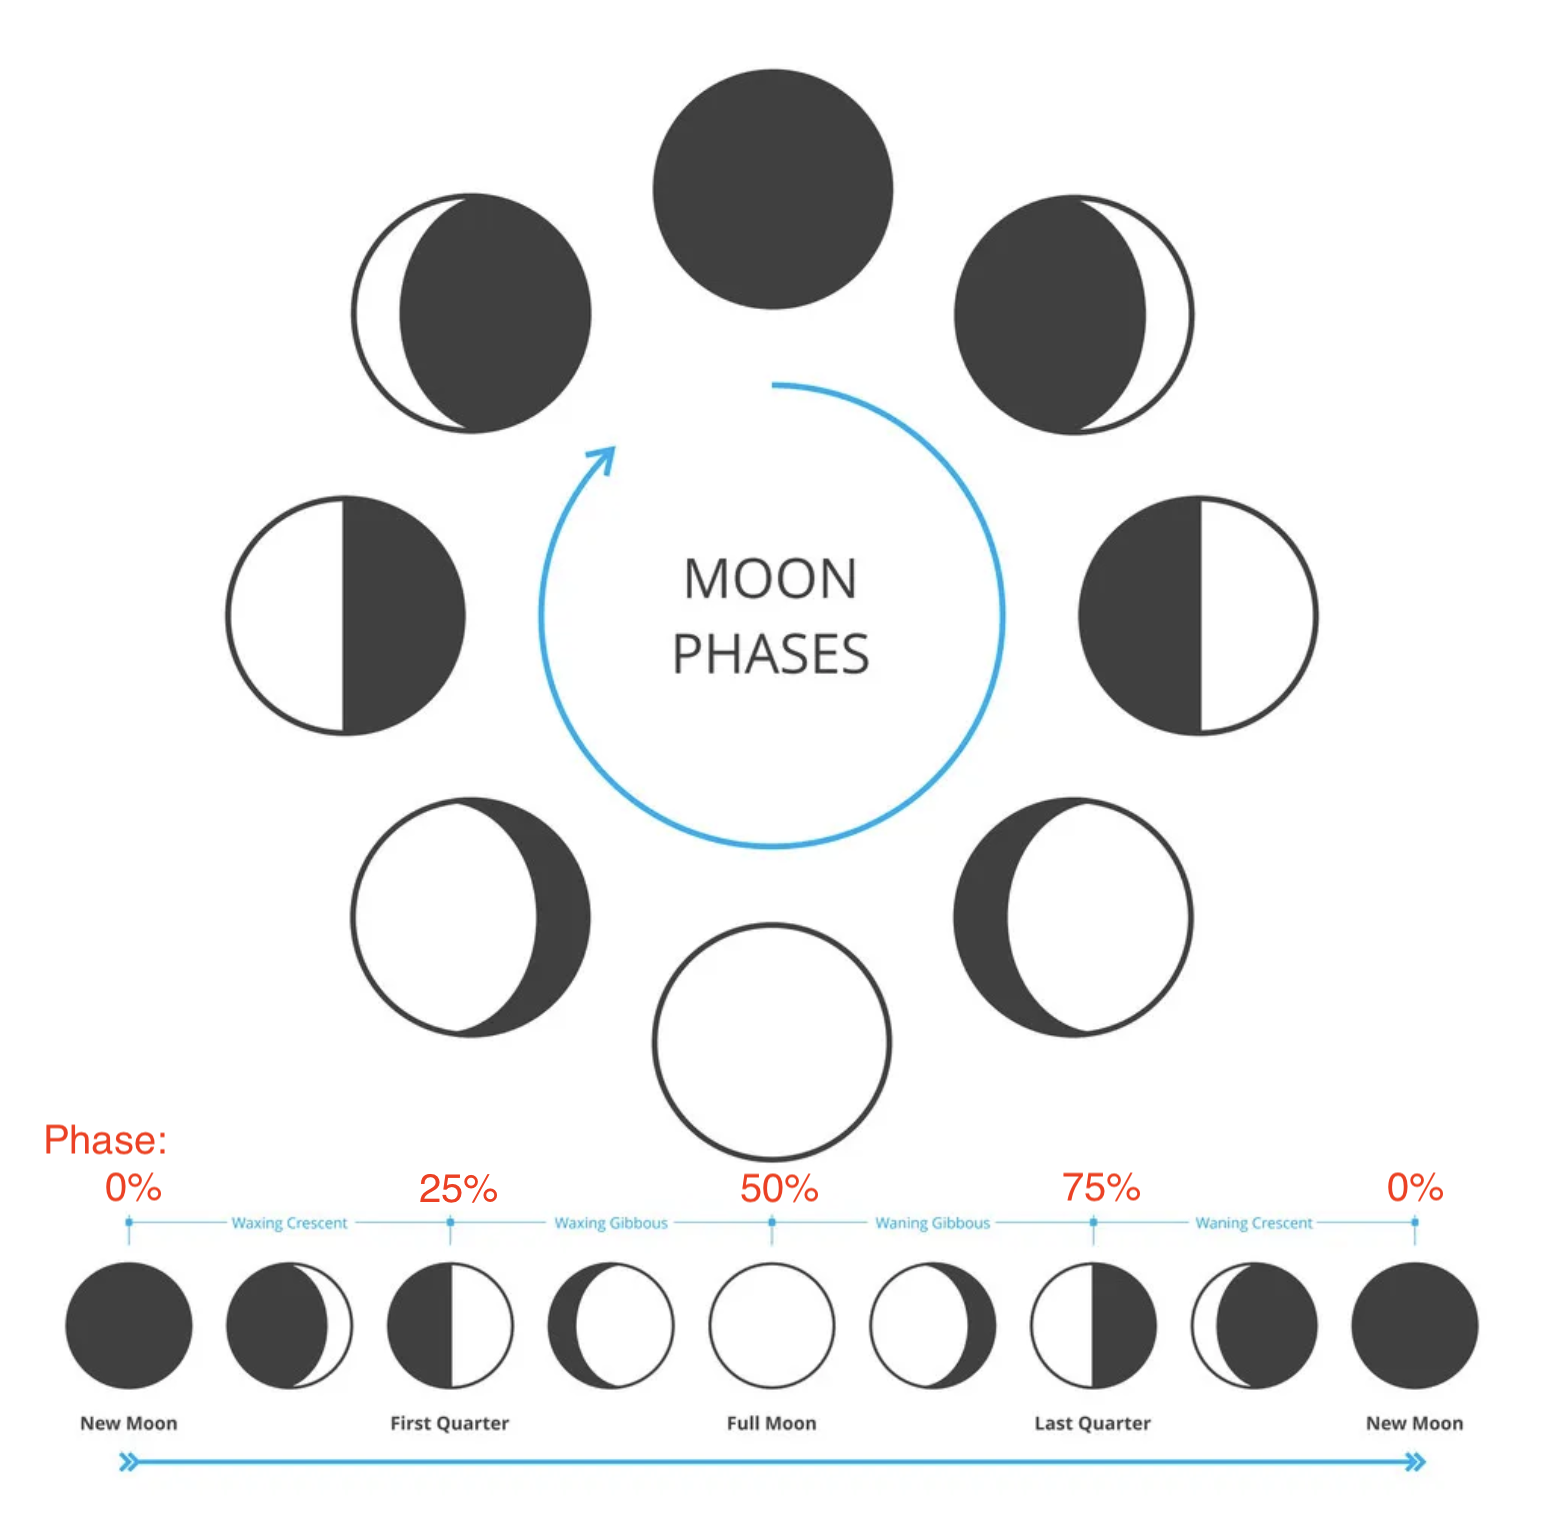 MOON
PHASES
Phase:
0% 25% 50% 75% 0%
Waxing Crescent Waxing Gibbous Waning Gibbous Waning Crescent
New Moon First Quarter Full Moon Last Quarter New Moon